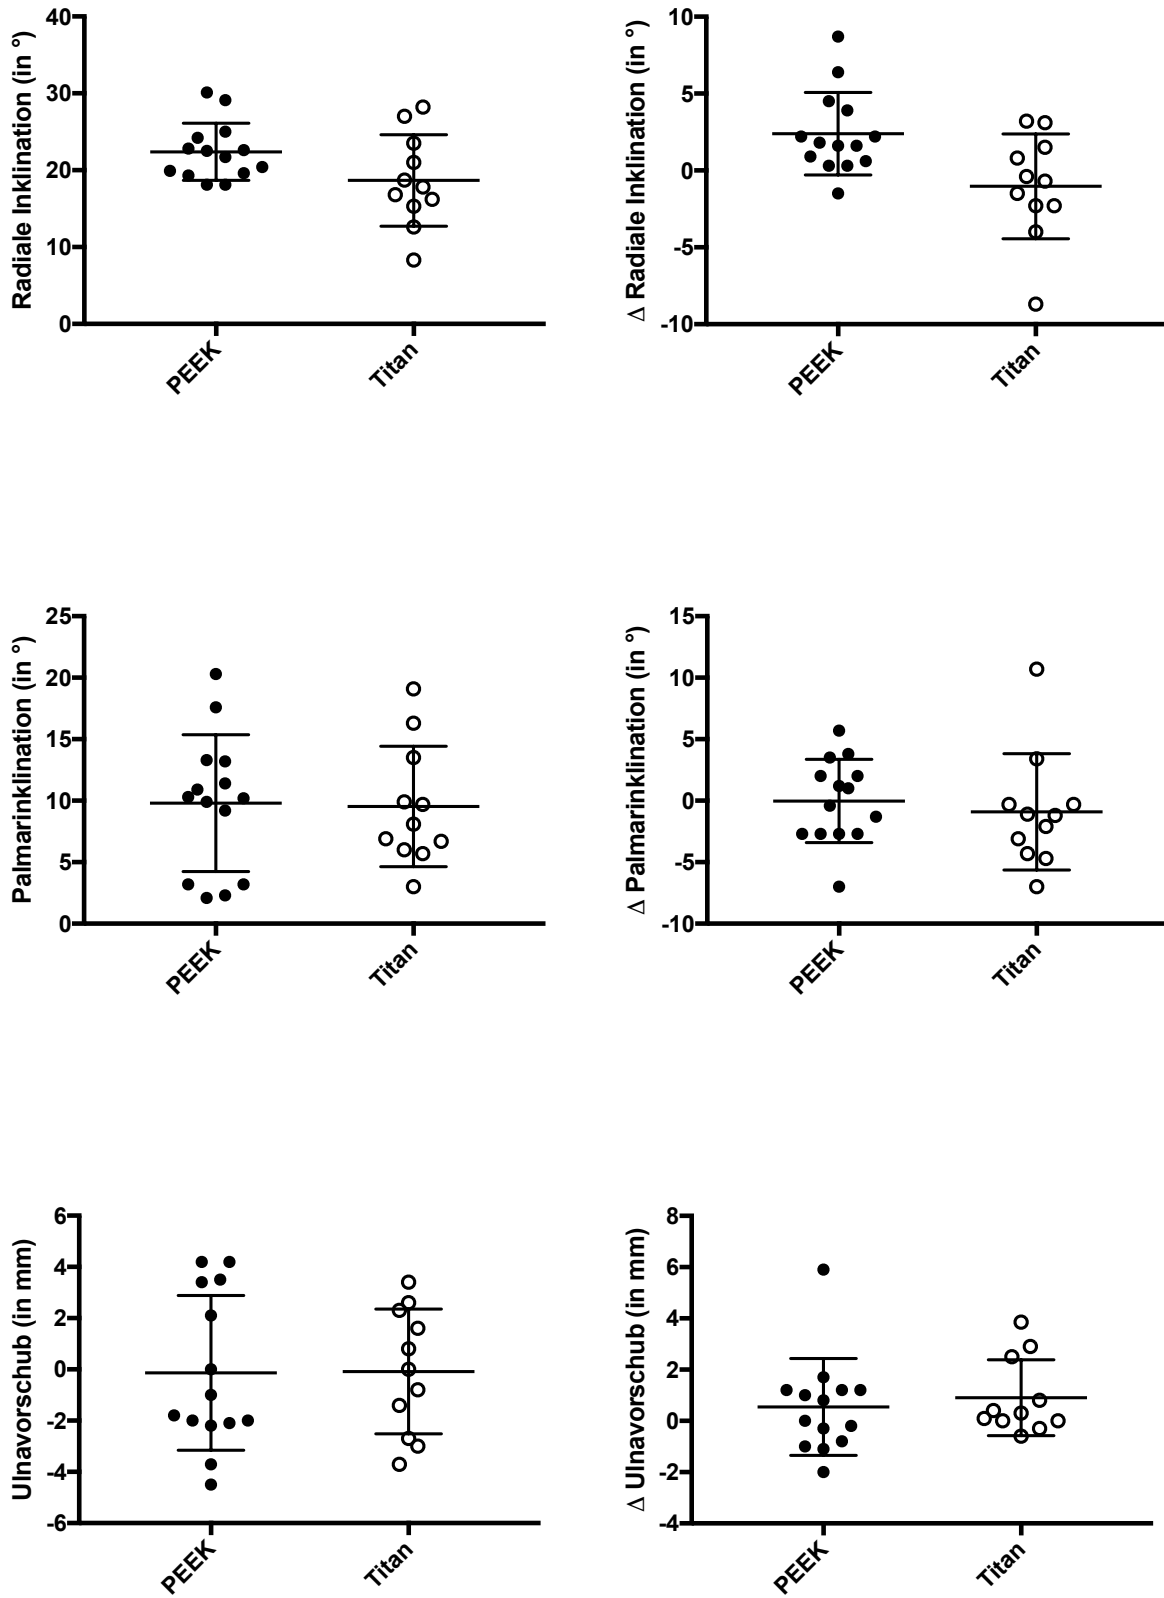 Radiale Inklination (in °)
40
30
20
10
0
PEEK
Titan
Δ Radiale Inklination (in °)
10
5
0
-5
-10
PEEK
Titan
Palmarinklination (in °)
25
20
15
10
5
0
PEEK
Titan
Δ Palmarinklination (in °)
15
10
5
0
-5
-10
PEEK
Titan
Ulnavorschub (in mm)
6
4
2
0
-2
-4
-6
PEEK
Titan
Δ Ulnavorschub (in mm)
8
6
4
2
0
-2
-4
PEEK
Titan